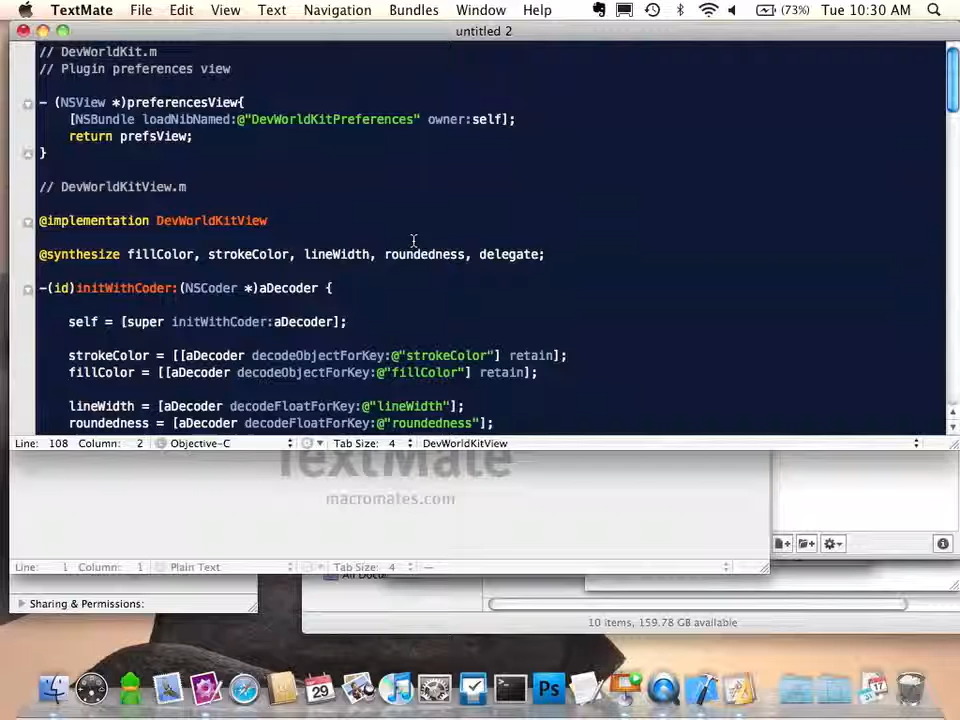 TextMate File Edit View Text Navigation Bundles Window Help (73%) Tue 10:30 AM
untitled 2
// DevWorldKit.m
// Plugin preferences view
- (NSView *)preferencesView{
[NSBundle loadNibNamed:@"DevWorldKitPreferences" owner:self];
return prefsView;
}
// DevWorldKitView.m
@implementation DevWorldKitView
@synthesize fillColor, strokeColor, lineWidth, roundedness, delegate;
-(id)initWithCoder:(NSCoder *)aDecoder {
self = [super initWithCoder:aDecoder];
strokeColor = [[aDecoder decodeObjectForKey:@"strokeColor"] retain];
fillColor = [[aDecoder decodeObjectForKey:@"fillColor"] retain];
lineWidth = [aDecoder decodeFloatForKey:@"lineWidth"];
roundedness = [aDecoder decodeFloatForKey:@"roundedness"];
Line: 108 Column: 2 Objective-C Tab Size: 4 DevWorldKitView
TextMate
macromates.com
Line: 1 Column: 1 Plain Text Tab Size: 4 —
All Docu
Sharing & Permissions:
10 items, 159.78 GB available
29
Ps
17